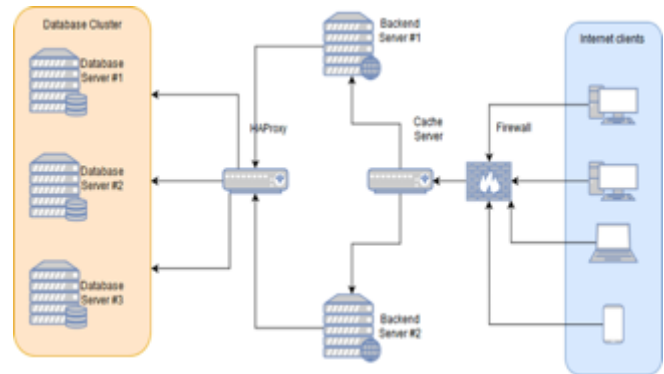 Database Cluster
Database
Server #1
Database
Server #2
Database
Server #3
HAProxy
Backend
Server #1
Backend
Server #2
Cache
Server
Firewall
Internet clients